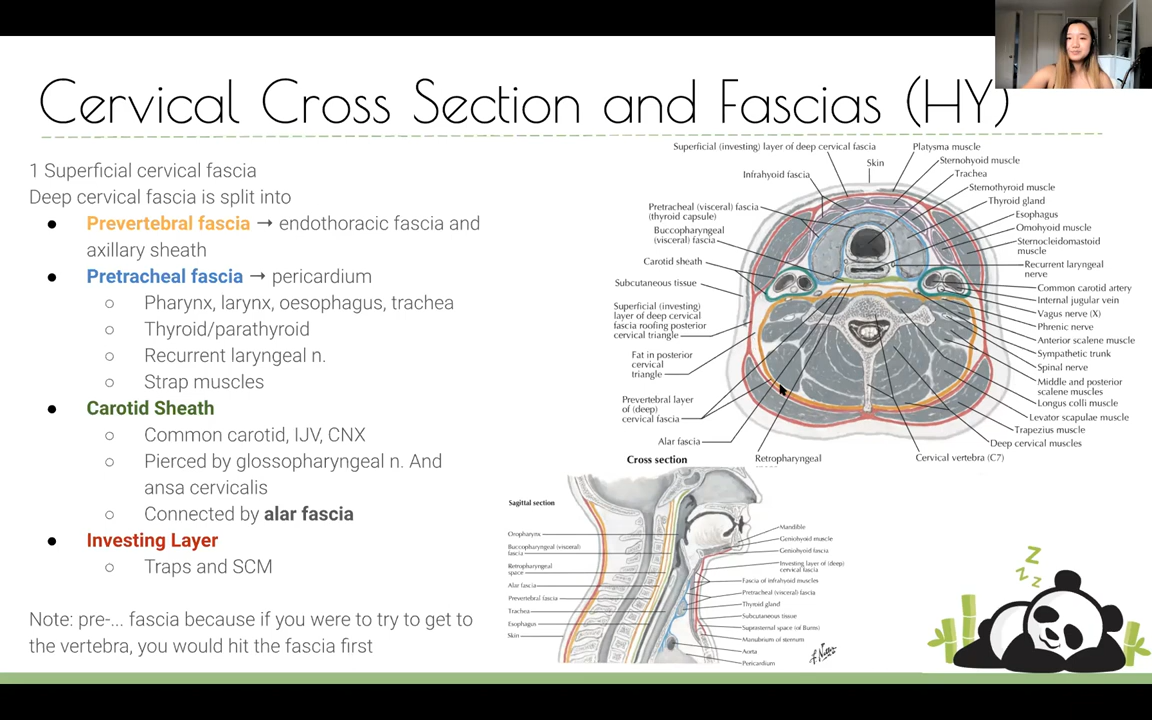 Cervical Cross Section and Fascias (HY)
1 Superficial cervical fascia
Deep cervical fascia is split into
● Prevertebral fascia → endothoracic fascia and
axillary sheath
● Pretracheal fascia → pericardium
○ Pharynx, larynx, oesophagus, trachea
○ Thyroid/parathyroid
○ Recurrent laryngeal n.
○ Strap muscles
● Carotid Sheath
○ Common carotid, IJV, CNX
○ Pierced by glossopharyngeal n. And
ansa cervicalis
○ Connected by alar fascia
● Investing Layer
○ Traps and SCM
Note: pre-... fascia because if you were to try to get to
the vertebra, you would hit the fascia first
Superficial (investing) layer of deep cervical fascia
Infrahyoid fascia
Pretracheal (visceral) fascia
(thyroid capsule)
Buccopharyngeal
(visceral) fascia
Carotid sheath
Subcutaneous tissue
Superficial (investing)
layer of deep cervical
fascia roofing posterior
cervical triangle
Fat in posterior
cervical
triangle
Prevertebral layer
of (deep)
cervical fascia
Alar fascia
Skin
Platysma muscle
Sternohyoid muscle
Trachea
Sternothyroid muscle
Thyroid gland
Esophagus
Omohyoid muscle
Sternocleidomastoid
muscle
Recurrent laryngeal
nerve
Common carotid artery
Internal jugular vein
Vagus nerve (X)
Phrenic nerve
Anterior scalene muscle
Sympathetic trunk
Spinal nerve
Middle and posterior
scalene muscles
Longus colli muscle
Levator scapulae muscle
Trapezius muscle
Deep cervical muscles
Cervical vertebra (C7)
Retropharyngeal
Cross section
Sagittal section
Oropharynx
Buccopharyngeal (visceral)
fascia
Retropharyngeal
space
Alar fascia
Prevertebral fascia
Trachea
Esophagus
Skin
Mandible
Geniohyoid muscle
Geniohyoid fascia
Investing layer of (deep)
cervical fascia
Fascia of infrahyoid muscles
Pretracheal (visceral) fascia
Thyroid gland
Subcutaneous tissue
Suprasternal space (of Burns)
Manubrium of sternum
Aorta
Pericardium
Z
Z
Z